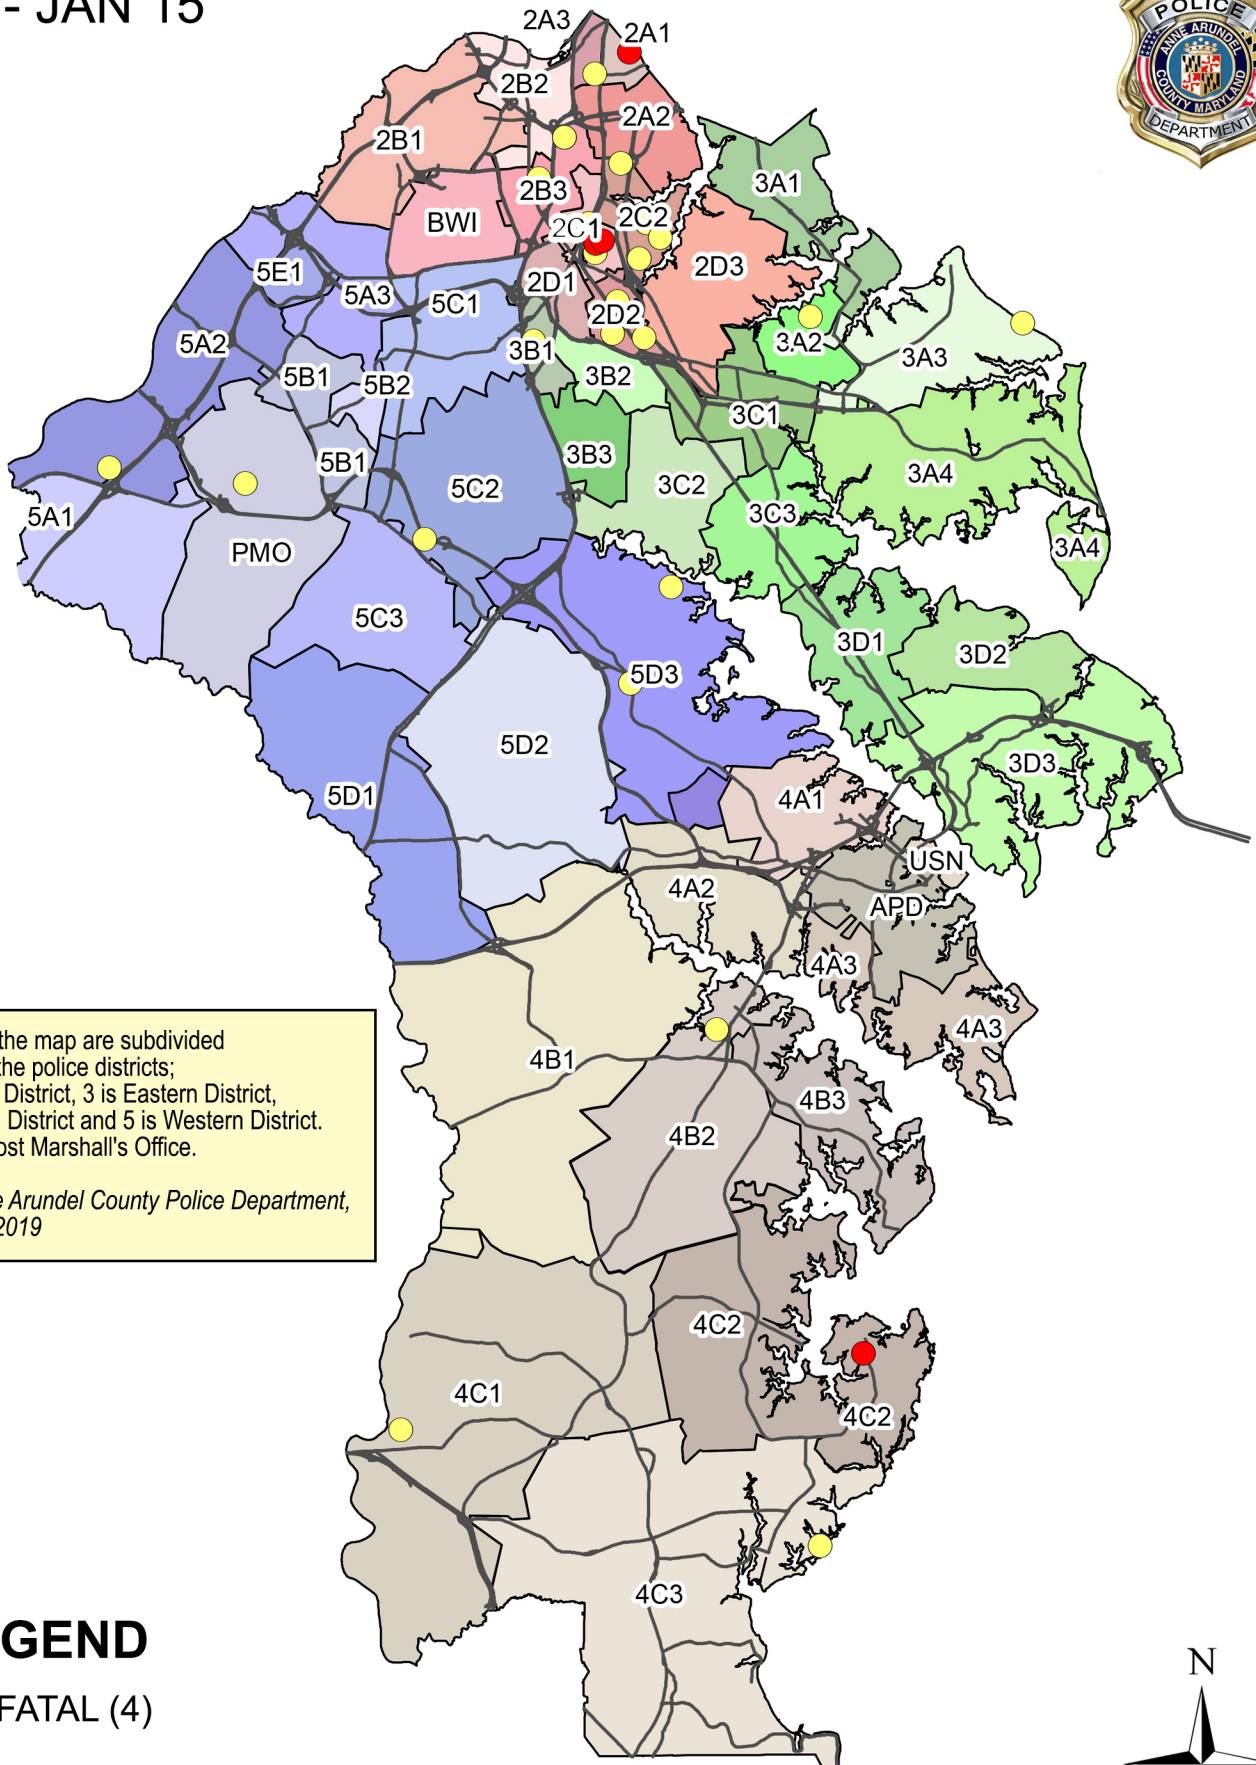 - JAN 15
POLICE
ANNE ARUNDEL
COUNTY MARYLAND
DEPARTMENT
2A3
2A1
2B2
2A2
2B1
3A1
2B3
BWI
2C1
2C2
2D3
5E1
2D1
5A3
5C1
2D2
5A2
3B1
3A2
3A3
5B1
5B2
3B2
3C1
3B3
5B1
3C2
3A4
5C2
5A1
3C3
PMO
3A4
5C3
3D1
3D2
5D3
5D2
3D3
5D1
4A1
USN
4A2
APD
4A3
4A3
the map are subdivided
the police districts;
District, 3 is Eastern District,
District and 5 is Western District.
ost Marshall's Office.
e Arundel County Police Department,
2019
4B1
4B3
4B2
4C2
4C1
4C2
4C3
GEND
FATAL (4)
N